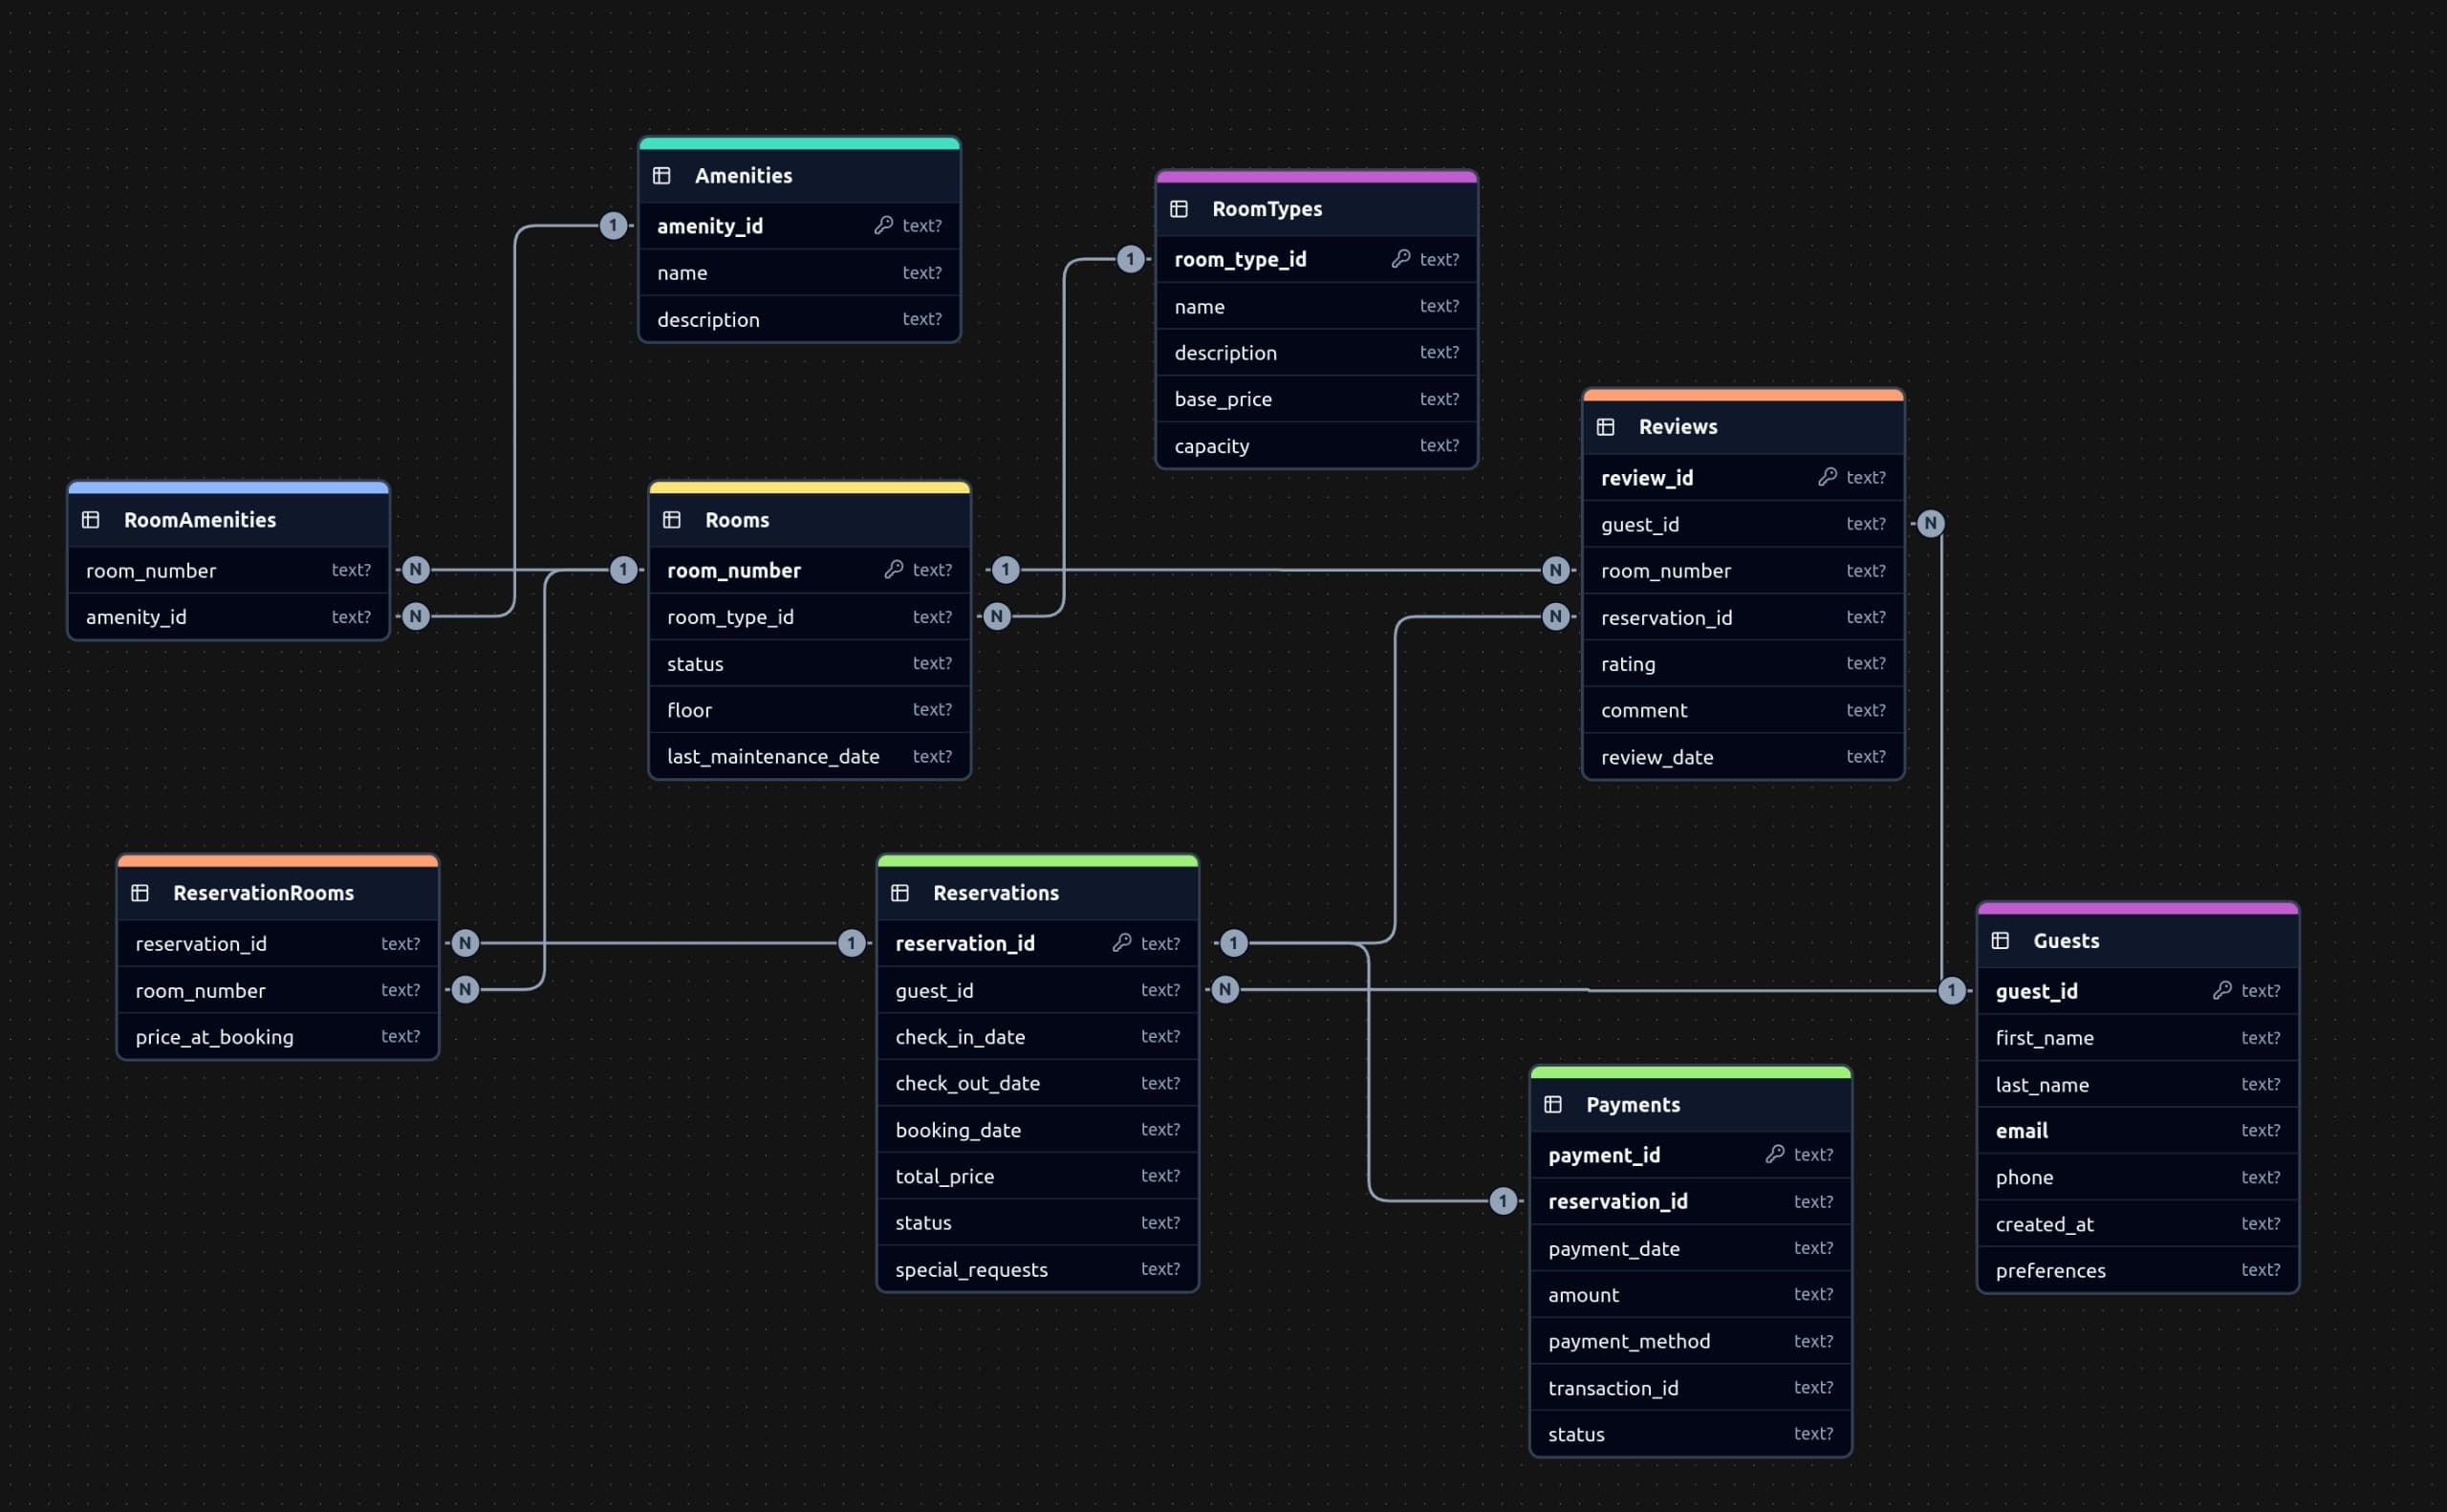 Amenities
1 amenity_id text?
name text?
description text?
RoomTypes
1 room_type_id text?
name text?
description text?
base_price text?
capacity text?
RoomAmenities
room_number text? N
amenity_id text? N
Rooms
1 room_number text? 1
room_type_id text? N
status text?
floor text?
last_maintenance_date text?
Reviews
review_id text?
guest_id text? N
N room_number text?
N reservation_id text?
rating text?
comment text?
review_date text?
ReservationRooms
reservation_id text? N
room_number text? N
price_at_booking text?
Reservations
1 reservation_id text? 1
guest_id text? N
check_in_date text?
check_out_date text?
booking_date text?
total_price text?
status text?
special_requests text?
Payments
payment_id text?
1 reservation_id text?
payment_date text?
amount text?
payment_method text?
transaction_id text?
status text?
Guests
1 guest_id text?
first_name text?
last_name text?
email text?
phone text?
created_at text?
preferences text?